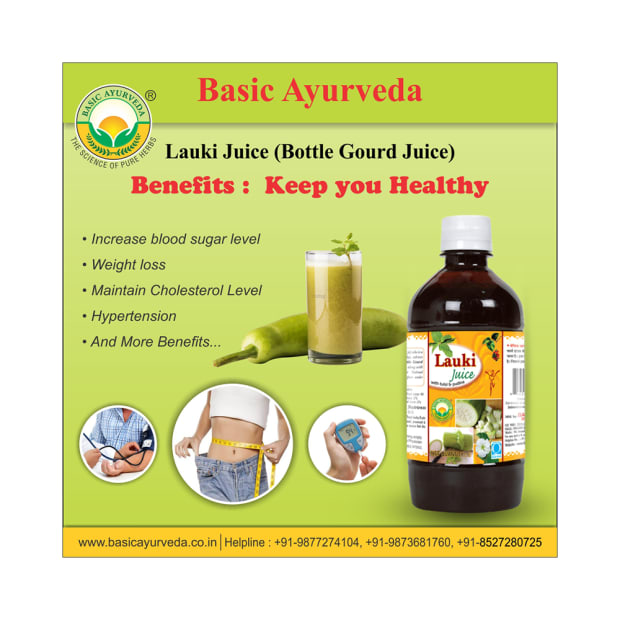 Basic Ayurveda
BASIC AYURVEDA
®
THE SCIENCE OF PURE HERBS
Lauki Juice (Bottle Gourd Juice)
Benefits : Keep you Healthy
• Increase blood sugar level
• Weight loss
• Maintain Cholesterol Level
• Hypertension
• And More Benefits...
Lauki
Juice
www.basicayurveda.co.in | Helpline : +91-9877274104, +91-9873681760, +91-8527280725